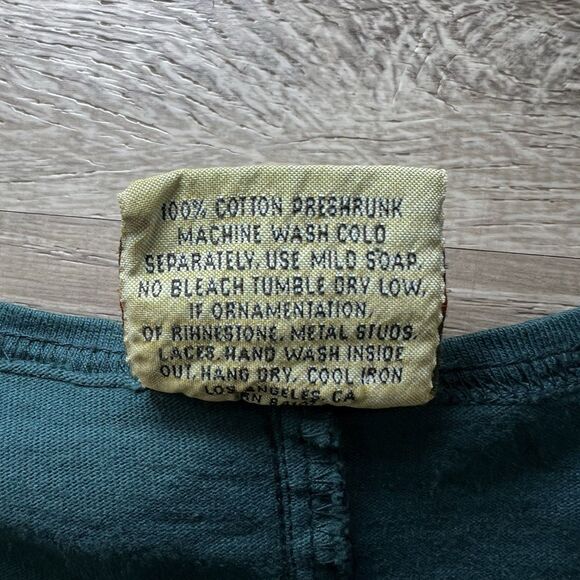 100% COTTON PRESHRUNK
MACHINE WASH COLD
SEPARATELY. USE MILD SOAP
NO BLEACH TUMBLE DRY LOW,
IF ORNAMENTATION,
OF RIHNESTONE, METAL STUDS,
LACES, HAND WASH INSIDE
OUT, HANG DRY, COOL IRON
LOS ANGELES, CA